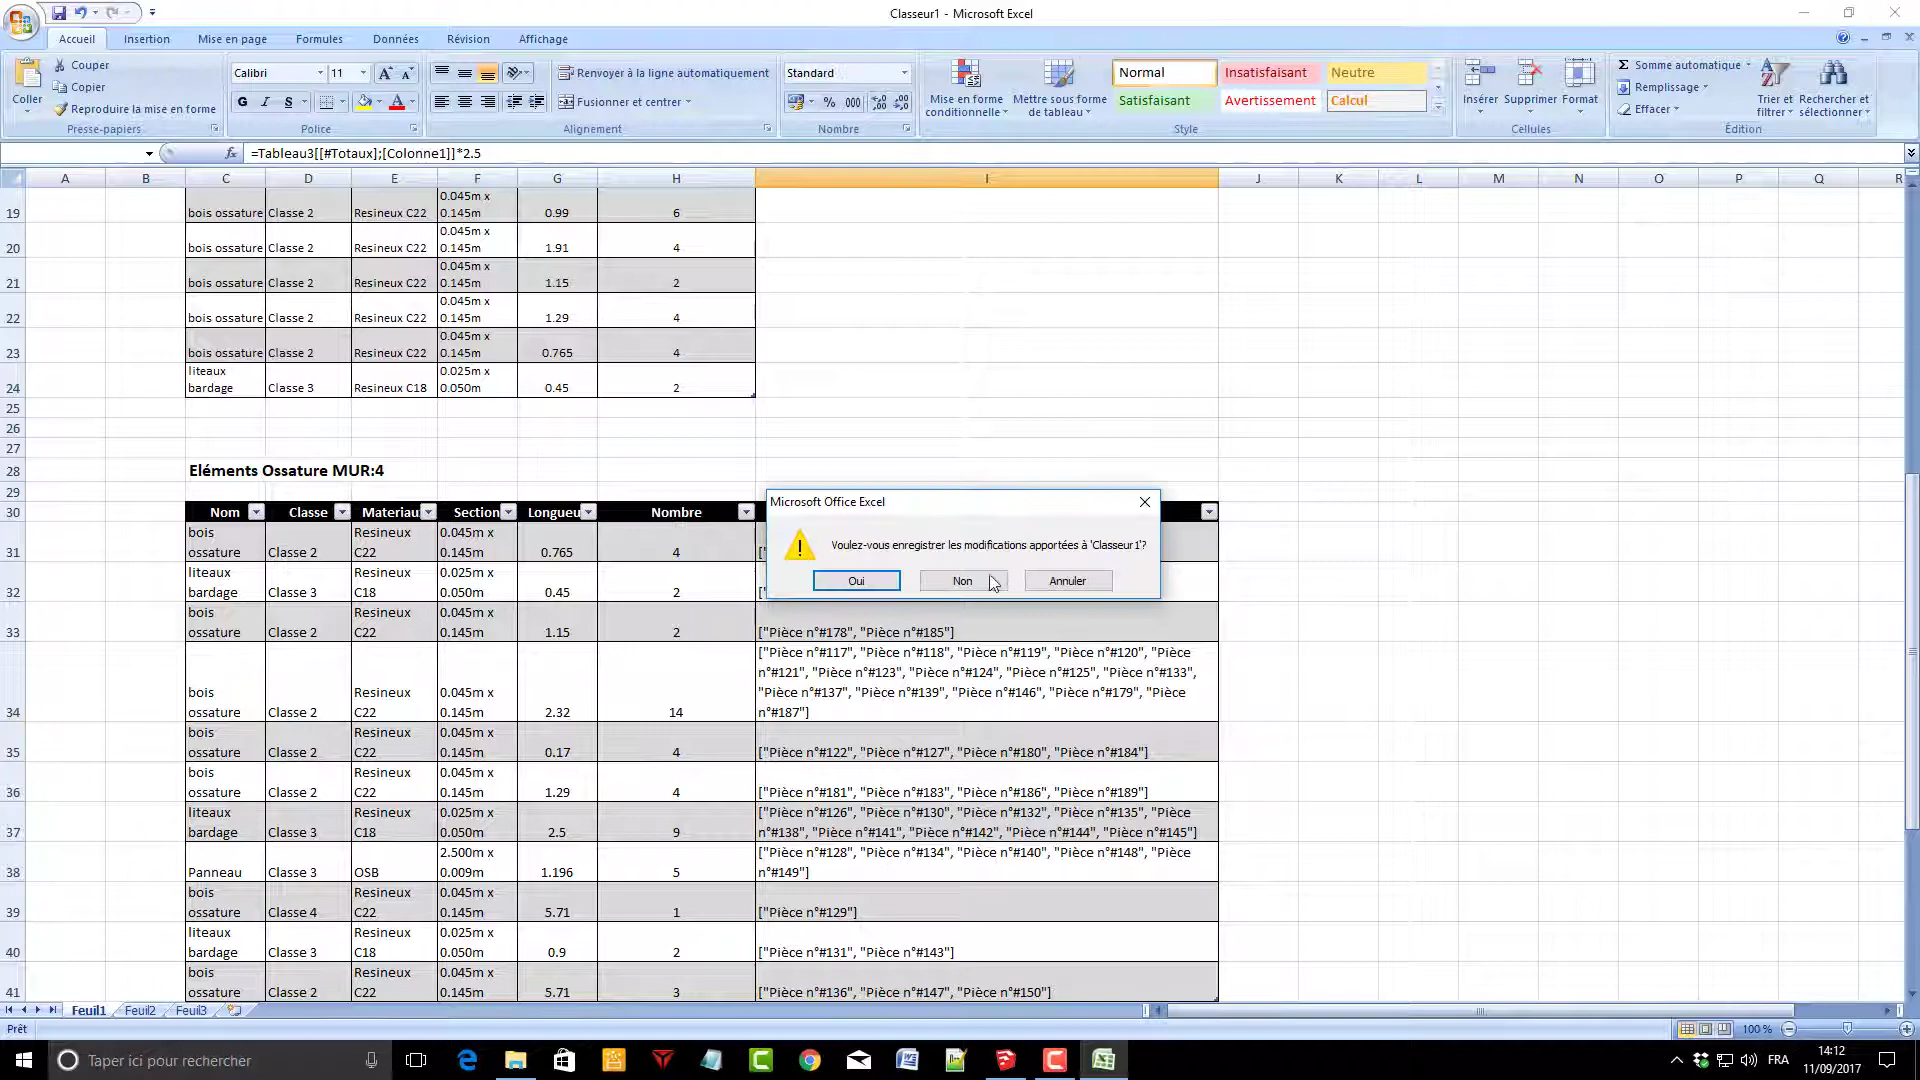 Classeur1 - Microsoft Excel
Accueil Insertion Mise en page Formules Données Révision Affichage
Coller
Couper
Copier
Reproduire la mise en forme
Presse-papiers
Calibri 11
G I S
Police
Renvoyer à la ligne automatiquement
Fusionner et centrer
Alignement
Standard
% 000
Nombre
Mise en forme conditionnelle
Mettre sous forme de tableau
Normal Insatisfaisant Neutre
Satisfaisant Avertissement Calcul
Style
Insérer Supprimer Format
Cellules
Σ Somme automatique
Remplissage
Effacer
Trier et filtrer
Rechercher et sélectionner
Édition
fx =Tableau3[[#Totaux];[Colonne1]]*2.5
A B C D E F G H I J K L M N O P Q R
19 bois ossature Classe 2 Resineux C22 0.045m x 0.145m 0.99 6
20 bois ossature Classe 2 Resineux C22 0.045m x 0.145m 1.91 4
21 bois ossature Classe 2 Resineux C22 0.045m x 0.145m 1.15 2
22 bois ossature Classe 2 Resineux C22 0.045m x 0.145m 1.29 4
23 bois ossature Classe 2 Resineux C22 0.045m x 0.145m 0.765 4
24 liteaux bardage Classe 3 Resineux C18 0.025m x 0.050m 0.45 2
25
26
27
28 Eléments Ossature MUR:4
29
30 Nom Classe Materiau Section Longueu Nombre
31 bois ossature Classe 2 Resineux C22 0.045m x 0.145m 0.765 4 ["
32 liteaux bardage Classe 3 Resineux C18 0.025m x 0.050m 0.45 2 ["
33 bois ossature Classe 2 Resineux C22 0.045m x 0.145m 1.15 2 ["Pièce n°#178", "Pièce n°#185"]
34 bois ossature Classe 2 Resineux C22 0.045m x 0.145m 2.32 14 ["Pièce n°#117", "Pièce n°#118", "Pièce n°#119", "Pièce n°#120", "Pièce
n°#121", "Pièce n°#123", "Pièce n°#124", "Pièce n°#125", "Pièce n°#133",
"Pièce n°#137", "Pièce n°#139", "Pièce n°#146", "Pièce n°#179", "Pièce
n°#187"]
35 bois ossature Classe 2 Resineux C22 0.045m x 0.145m 0.17 4 ["Pièce n°#122", "Pièce n°#127", "Pièce n°#180", "Pièce n°#184"]
36 bois ossature Classe 2 Resineux C22 0.045m x 0.145m 1.29 4 ["Pièce n°#181", "Pièce n°#183", "Pièce n°#186", "Pièce n°#189"]
37 liteaux bardage Classe 3 Resineux C18 0.025m x 0.050m 2.5 9 ["Pièce n°#126", "Pièce n°#130", "Pièce n°#132", "Pièce n°#135", "Pièce
n°#138", "Pièce n°#141", "Pièce n°#142", "Pièce n°#144", "Pièce n°#145"]
38 Panneau Classe 3 OSB 2.500m x 0.009m 1.196 5 ["Pièce n°#128", "Pièce n°#134", "Pièce n°#140", "Pièce n°#148", "Pièce
n°#149"]
39 bois ossature Classe 4 Resineux C22 0.045m x 0.145m 5.71 1 ["Pièce n°#129"]
40 liteaux bardage Classe 3 Resineux C18 0.025m x 0.050m 0.9 2 ["Pièce n°#131", "Pièce n°#143"]
41 bois ossature Classe 2 Resineux C22 0.045m x 0.145m 5.71 3 ["Pièce n°#136", "Pièce n°#147", "Pièce n°#150"]
Microsoft Office Excel
Voulez-vous enregistrer les modifications apportées à 'Classeur1'?
Oui Non Annuler
Feuil1 Feuil2 Feuil3
Prêt
100 %
Taper ici pour rechercher
FRA
14:12
11/09/2017